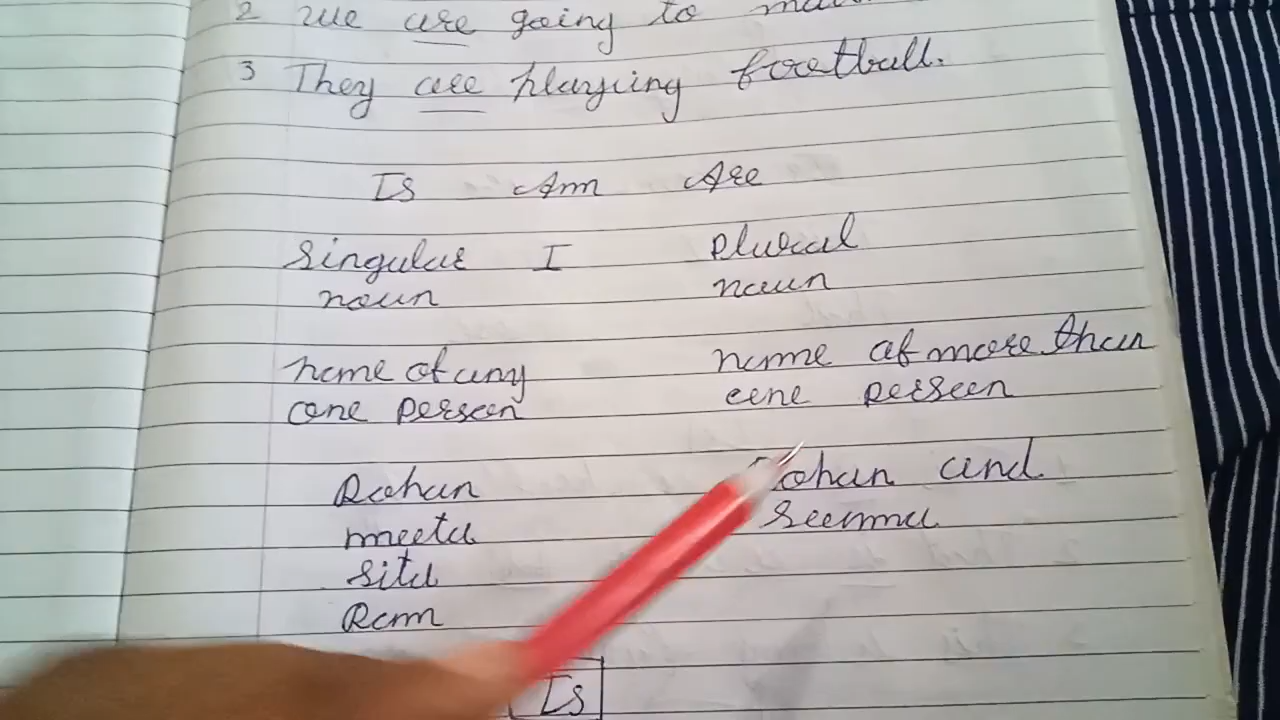 2 We are going to
3 They are playing football.
Is Am Are
Singular I Plural
noun noun
name of any name of more than
one person one person
Rohan Rohan and
meeta Seema
Sita
Ram
Is